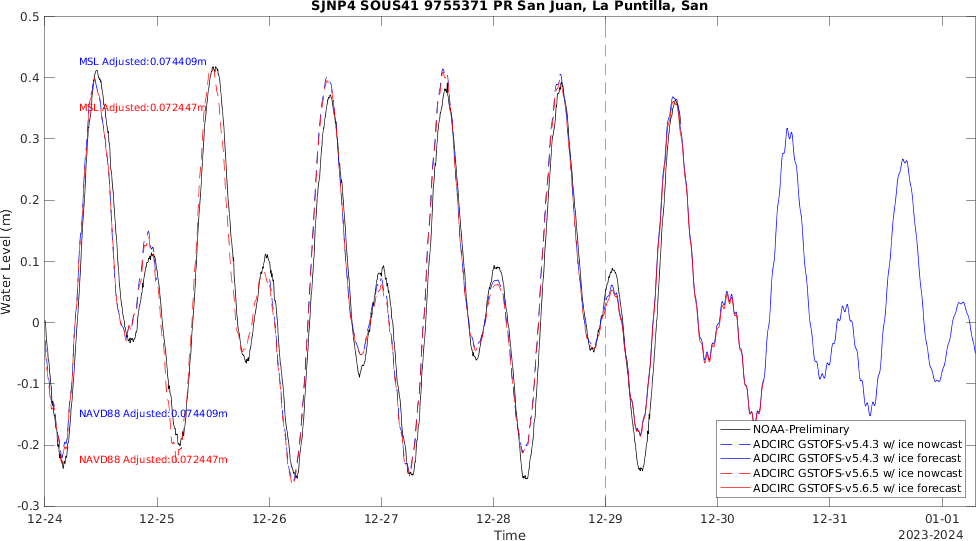 SJNP4 SOUS41 9755371 PR San Juan, La Puntilla, San
0.5
0.4
0.3
0.2
0.1
0
-0.1
-0.2
-0.3
Water Level (m)
MSL Adjusted:0.074409m
MSL Adjusted:0.072447m
NAVD88 Adjusted:0.074409m
NAVD88 Adjusted:0.072447m
NOAA-Preliminary
ADCIRC GSTOFS-v5.4.3 w/ ice nowcast
ADCIRC GSTOFS-v5.4.3 w/ ice forecast
ADCIRC GSTOFS-v5.6.5 w/ ice nowcast
ADCIRC GSTOFS-v5.6.5 w/ ice forecast
12-24 12-25 12-26 12-27 12-28 12-29 12-30 12-31 01-01
Time
2023-2024